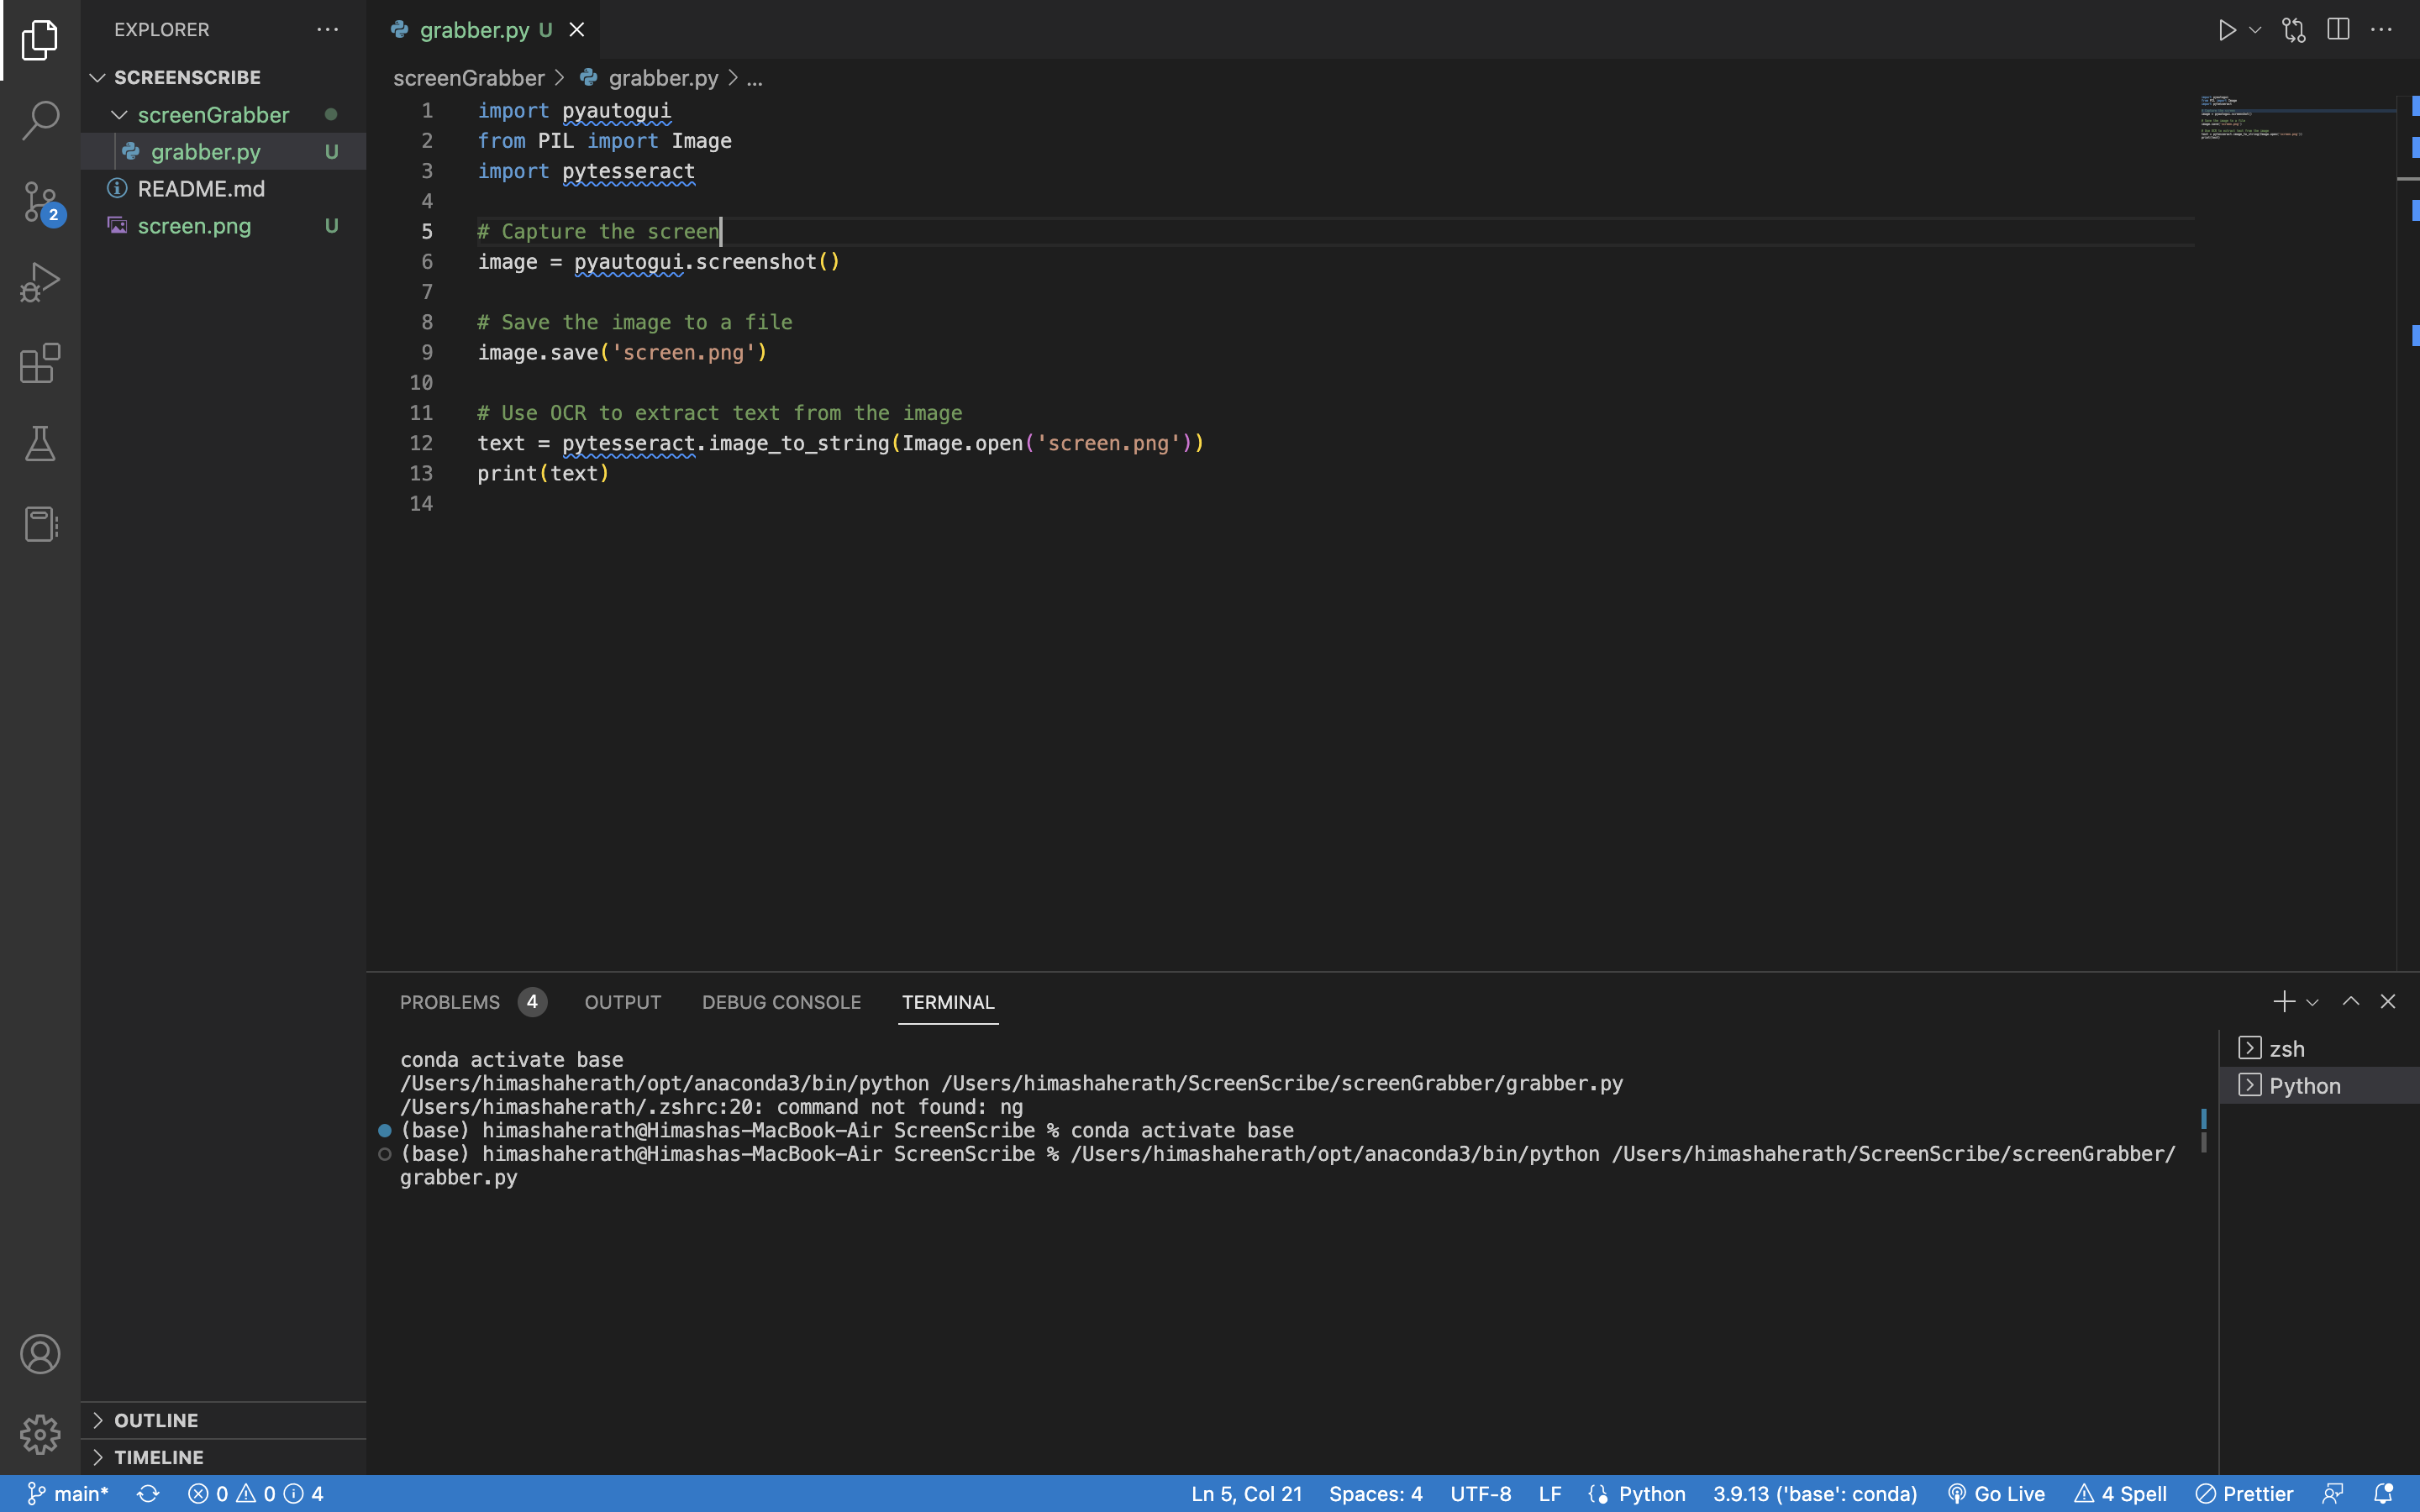 EXPLORER
SCREENSCRIBE
screenGrabber
grabber.py U
README.md
screen.png U
2
OUTLINE
TIMELINE
grabber.py U
screenGrabber > grabber.py > ...
1 import pyautogui
2 from PIL import Image
3 import pytesseract
4
5 # Capture the screen
6 image = pyautogui.screenshot()
7
8 # Save the image to a file
9 image.save('screen.png')
10
11 # Use OCR to extract text from the image
12 text = pytesseract.image_to_string(Image.open('screen.png'))
13 print(text)
14
PROBLEMS 4 OUTPUT DEBUG CONSOLE TERMINAL
conda activate base
/Users/himashaherath/opt/anaconda3/bin/python /Users/himashaherath/ScreenScribe/screenGrabber/grabber.py
/Users/himashaherath/.zshrc:20: command not found: ng
(base) himashaherath@Himashas-MacBook-Air ScreenScribe % conda activate base
(base) himashaherath@Himashas-MacBook-Air ScreenScribe % /Users/himashaherath/opt/anaconda3/bin/python /Users/himashaherath/ScreenScribe/screenGrabber/
grabber.py
zsh
Python
main* 0 0 4 Ln 5, Col 21 Spaces: 4 UTF-8 LF Python 3.9.13 ('base': conda) Go Live 4 Spell Prettier